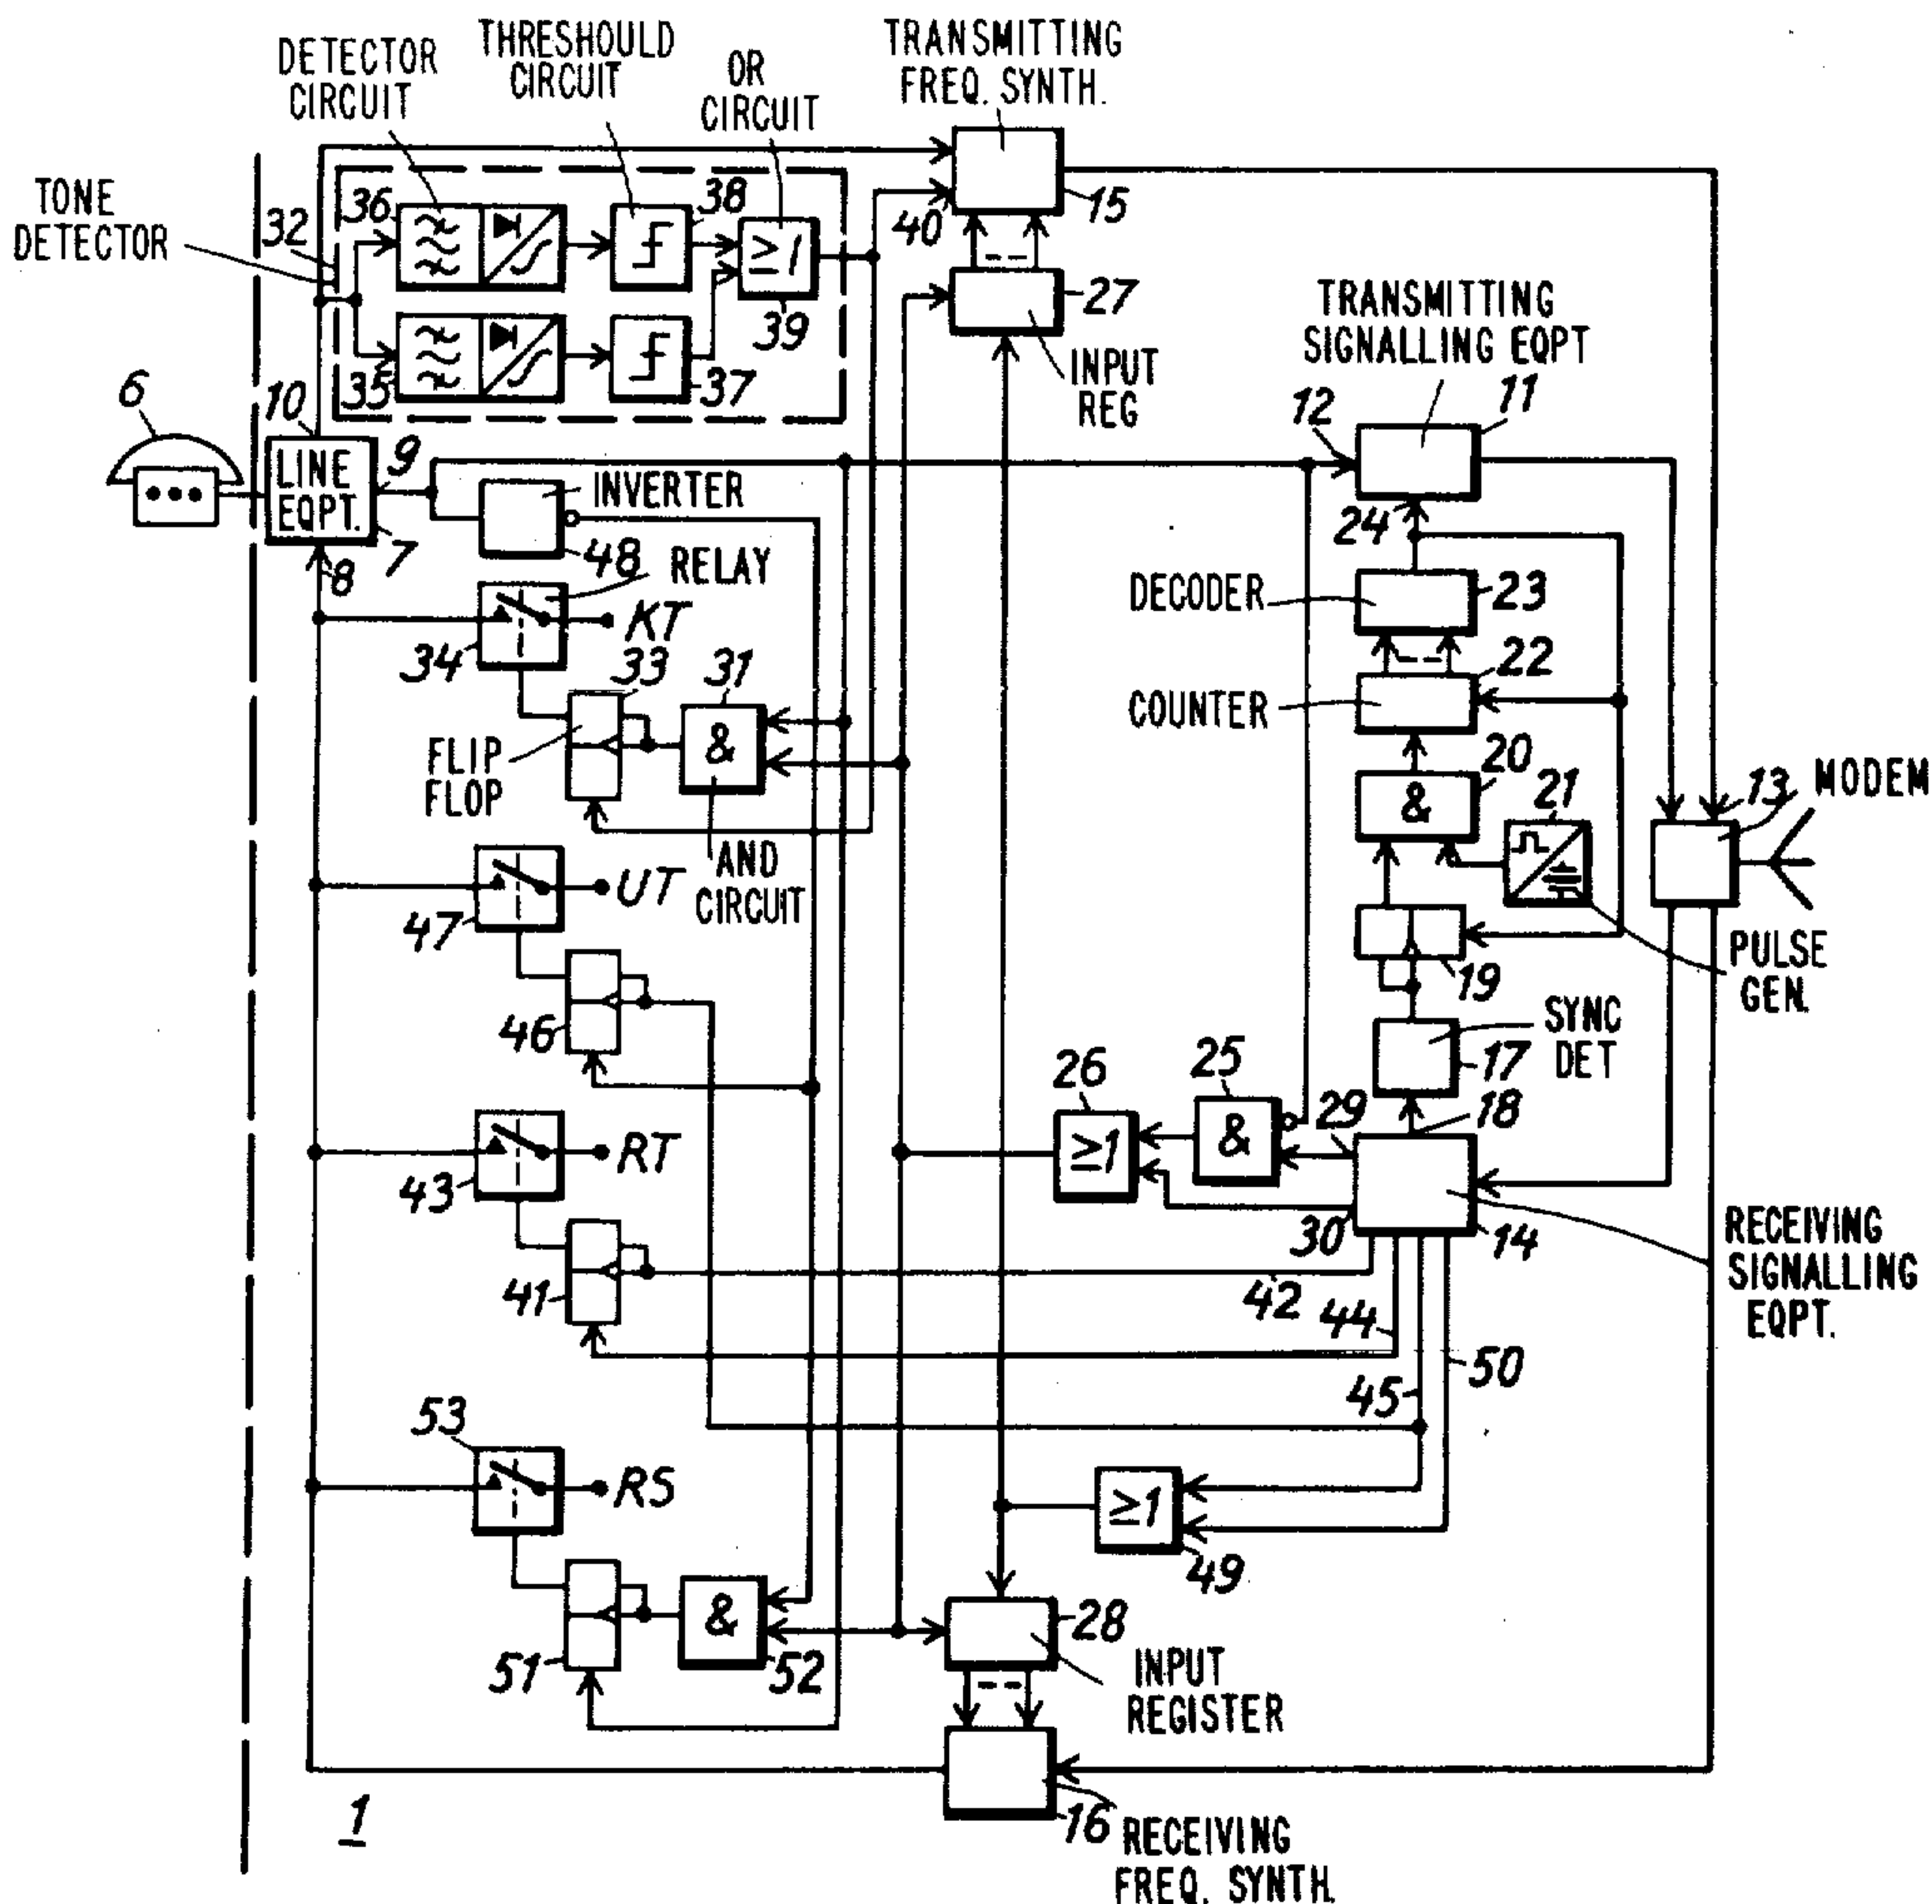 DETECTOR
CIRCUIT
THRESHOULD
CIRCUIT
OR
CIRCUIT
TRANSMITTING
FREQ. SYNTH.
TONE
DETECTOR
32
36
38
≥1
39
40
15
35
37
27
INPUT
REG
TRANSMITTING
SIGNALLING EQPT
6
10
LINE
EQPT.
9
7
8
12
11
24
INVERTER
48
RELAY
KT
34
33
31
&
FLIP
FLOP
AND
CIRCUIT
DECODER
23
COUNTER
22
20
&
21
13
MODEM
PULSE
GEN.
19
SYNC
DET
17
18
UT
47
46
26
≥1
25
&
29
30
14
RECEIVING
SIGNALLING
EQPT.
RT
43
41
42
44
45
50
53
RS
≥1
49
51
&
52
28
INPUT
REGISTER
16
RECEIVING
FREQ. SYNTH.
1